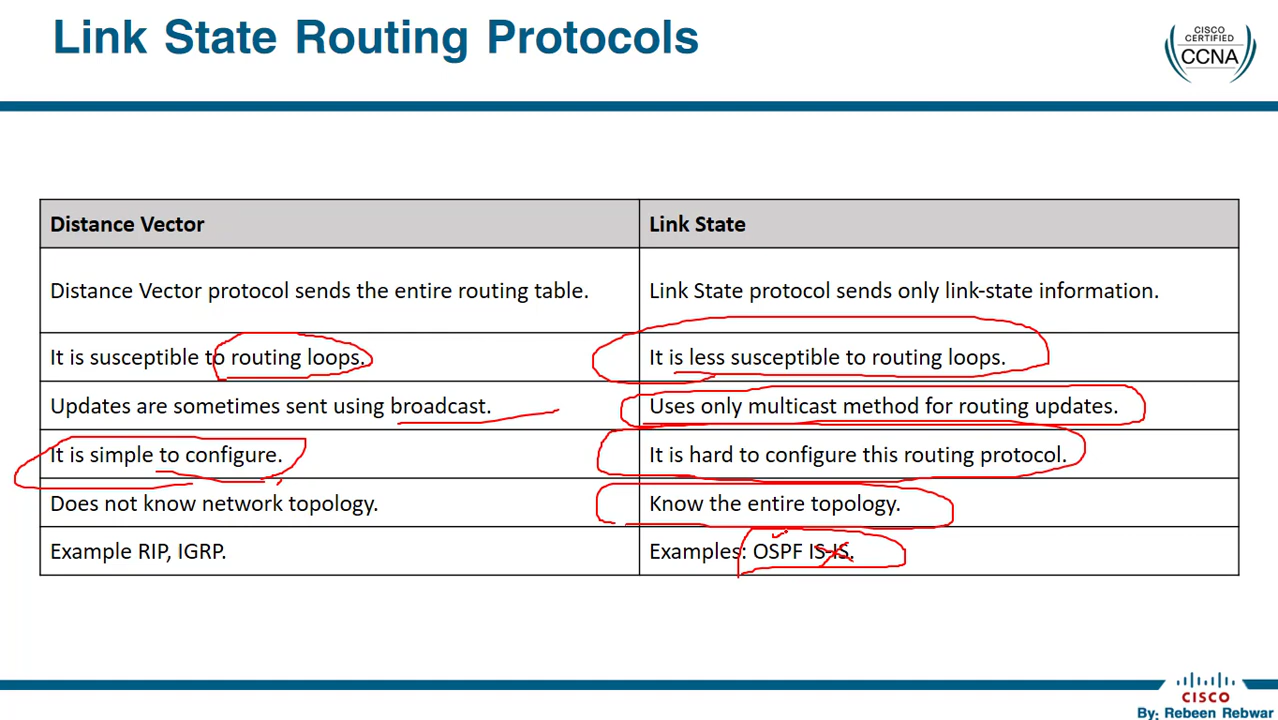 Link State Routing Protocols
CISCO
CERTIFIED
CCNA
Distance Vector
Link State
Distance Vector protocol sends the entire routing table.
Link State protocol sends only link-state information.
It is susceptible to routing loops.
It is less susceptible to routing loops.
Updates are sometimes sent using broadcast.
Uses only multicast method for routing updates.
It is simple to configure.
It is hard to configure this routing protocol.
Does not know network topology.
Know the entire topology.
Example RIP, IGRP.
Examples: OSPF IS-IS.
CISCO
By: Rebeen Rebwar